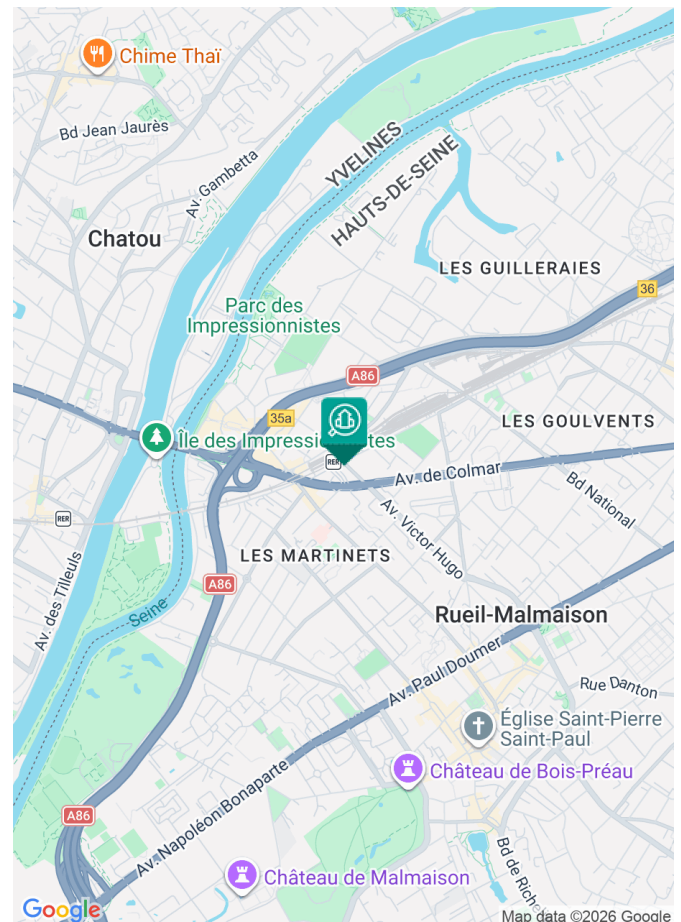 Chime Thaï
Bd Jean Jaurès
Av. Gambetta
YVELINES
HAUTS-DE-SEINE
Chatou
LES GUILLERAIES
36
Parc des
Impressionnistes
A86
35a
LES GOULVENTS
Île des Impressionnistes
RER
Av. de Colmar
Bd National
RER
Av. Victor Hugo
LES MARTINETS
A86
Av. des Tilleuls
Seine
Rueil-Malmaison
Av. Paul Doumer
Rue Danton
Église Saint-Pierre
Saint-Paul
Château de Bois-Préau
Av. Napoléon Bonaparte
A86
Bd de Riche
Château de Malmaison
Google
Map data ©2026 Google